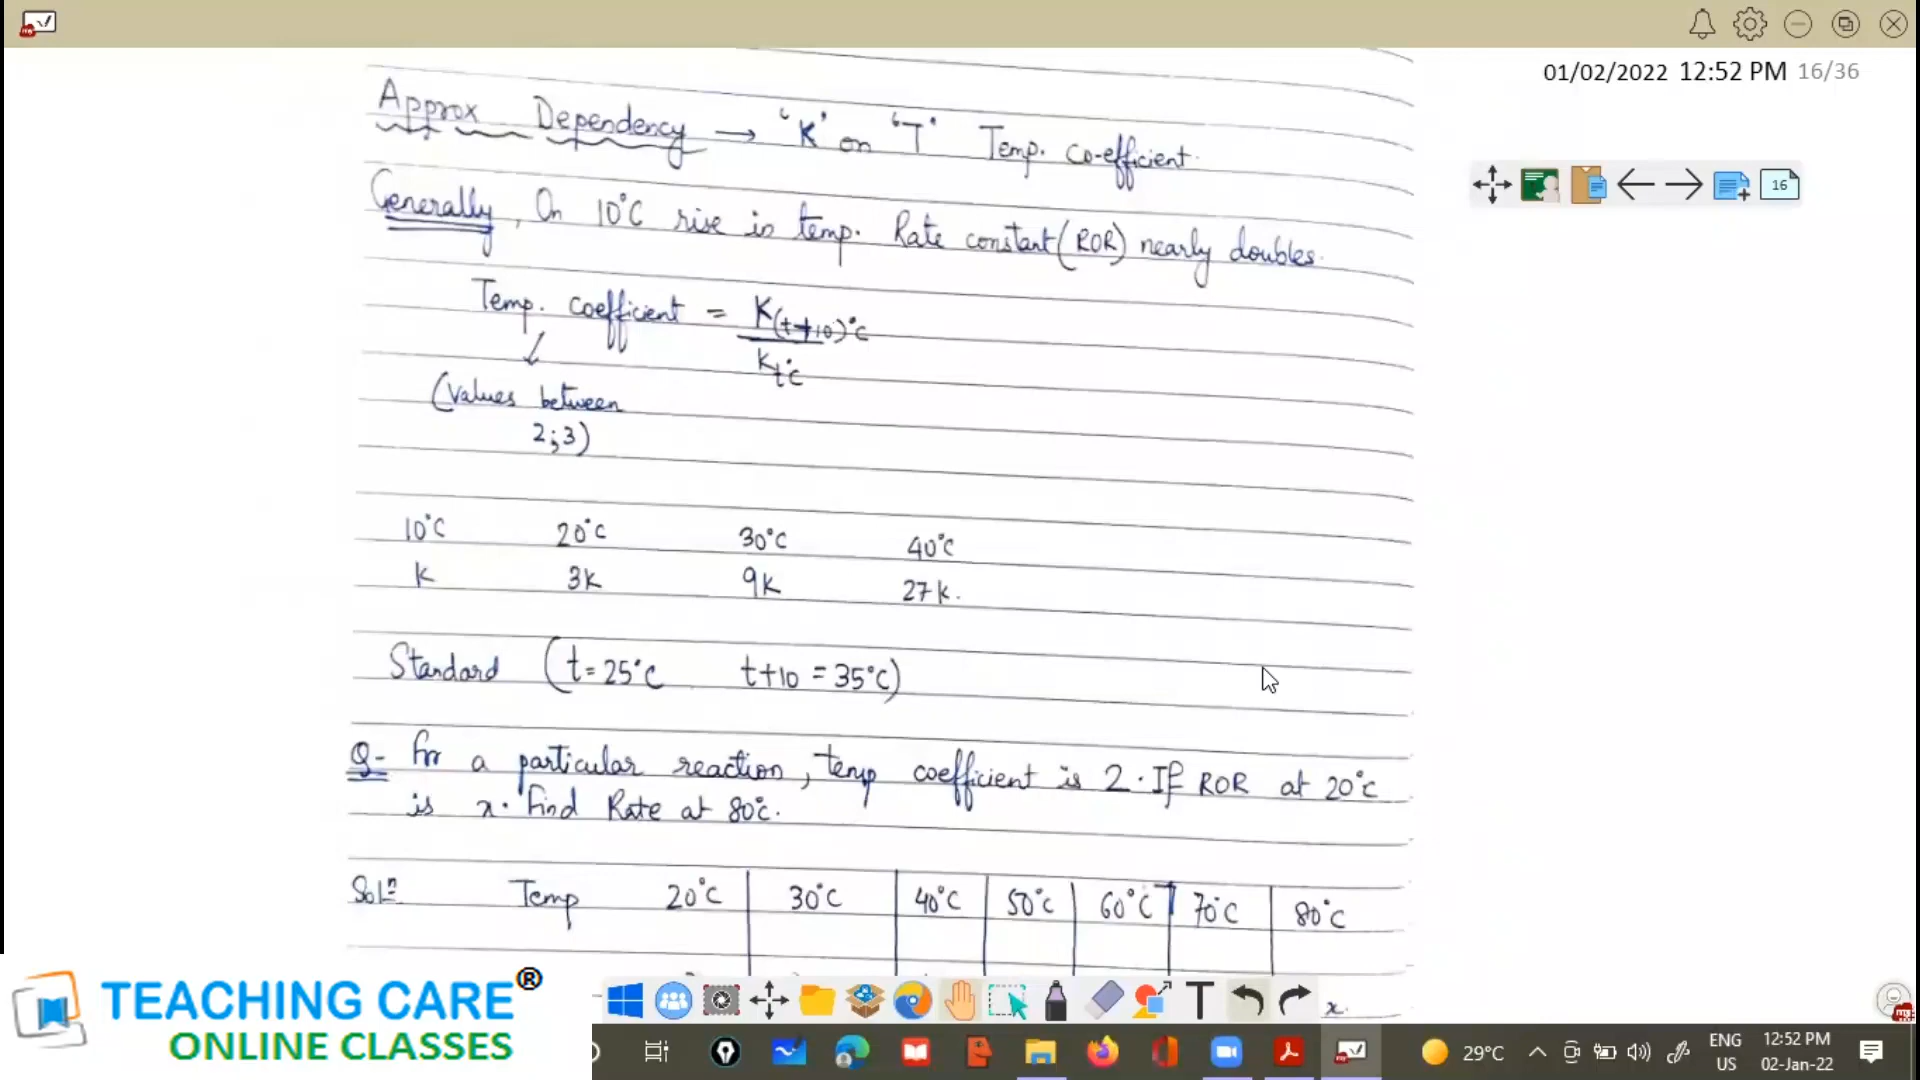 01/02/2022 12:52 PM 16/36
Approx Dependency → 'K' on 'T' Temp. co-efficient.
16
Generally, On 10°C rise in temp. Rate constant (ROR) nearly doubles.
Temp. coefficient = K(t+10)°C
Kt°C
(Values between
2;3)
10°C 20°C 30°C 40°C
K 3K 9K 27K.
Standard (t=25°C t+10=35°C)
Q- For a particular reaction, temp coefficient is 2. If ROR at 20°C
is x. Find Rate at 80°C.
Solⁿ Temp 20°C 30°C 40°C 50°C 60°C 70°C 80°C
x.
TEACHING CARE®
ONLINE CLASSES
29°C
ENG
US
12:52 PM
02-Jan-22